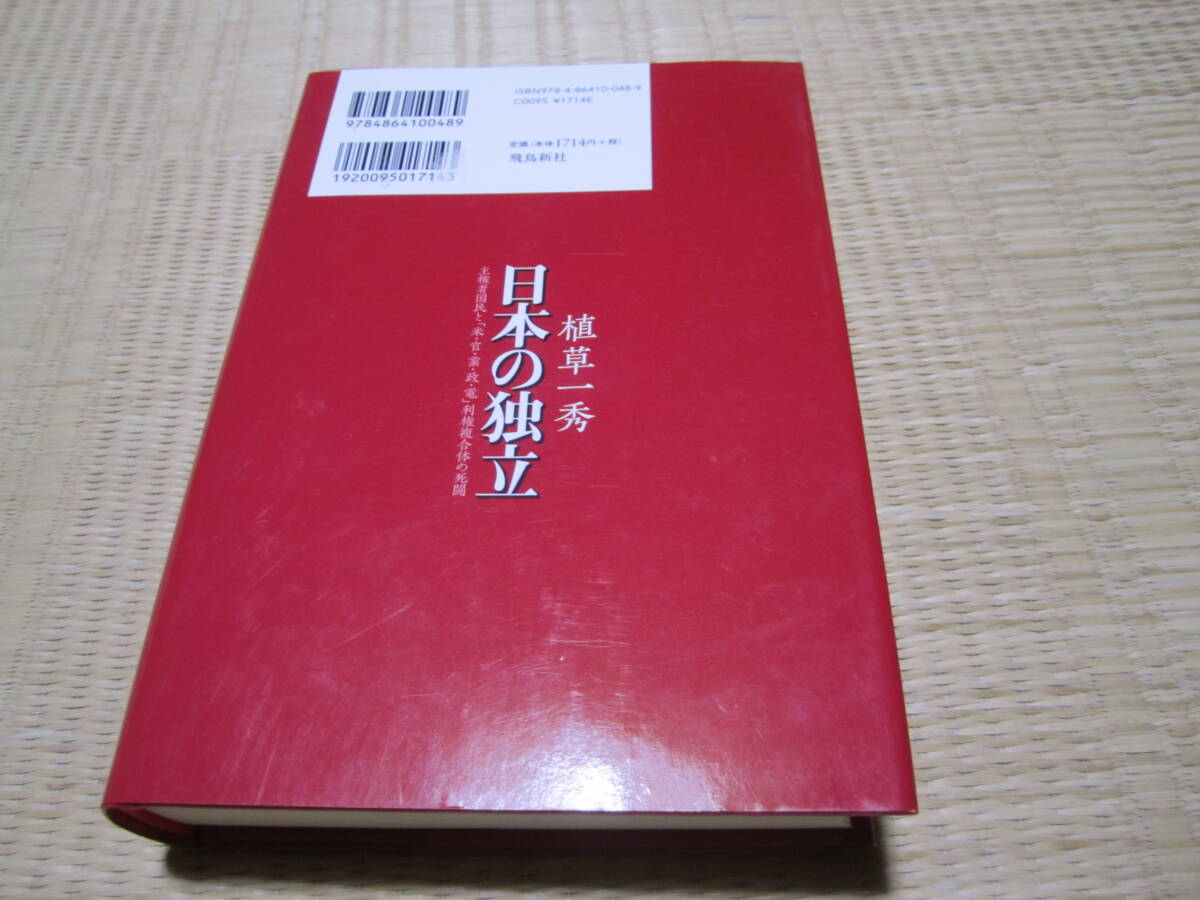 ISBN978-4-86410-048-9
C0095 ¥1714E
9784864100489
定価(本体1714円+税)
飛鳥新社
1920095017143
植草一秀
日本の独立
主権者国民と「米・官・業・政・電」利権複合体の死闘